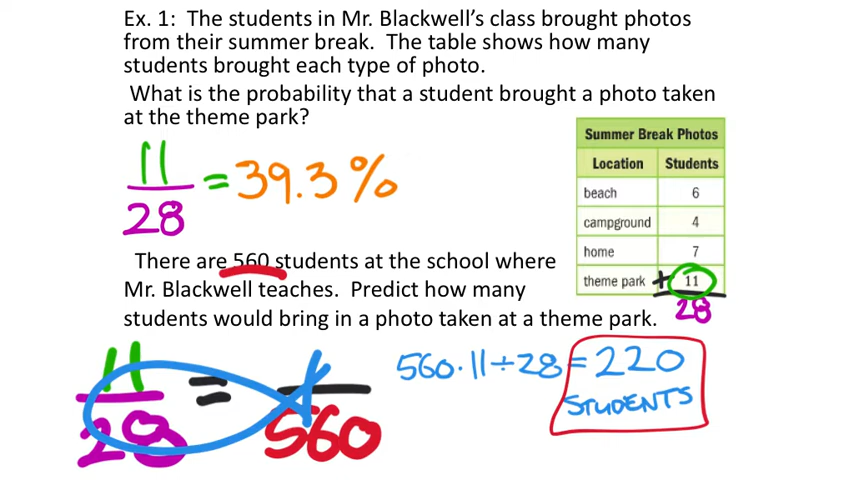 Ex. 1: The students in Mr. Blackwell's class brought photos
from their summer break. The table shows how many
students brought each type of photo.
What is the probability that a student brought a photo taken
at the theme park?
11
28
= 39.3%
Summer Break Photos
Location Students
beach 6
campground 4
home 7
theme park + 11
28
There are 560 students at the school where
Mr. Blackwell teaches. Predict how many
students would bring in a photo taken at a theme park.
11
28
=
560
560 · 11 ÷ 28 = 220
STUDENTS